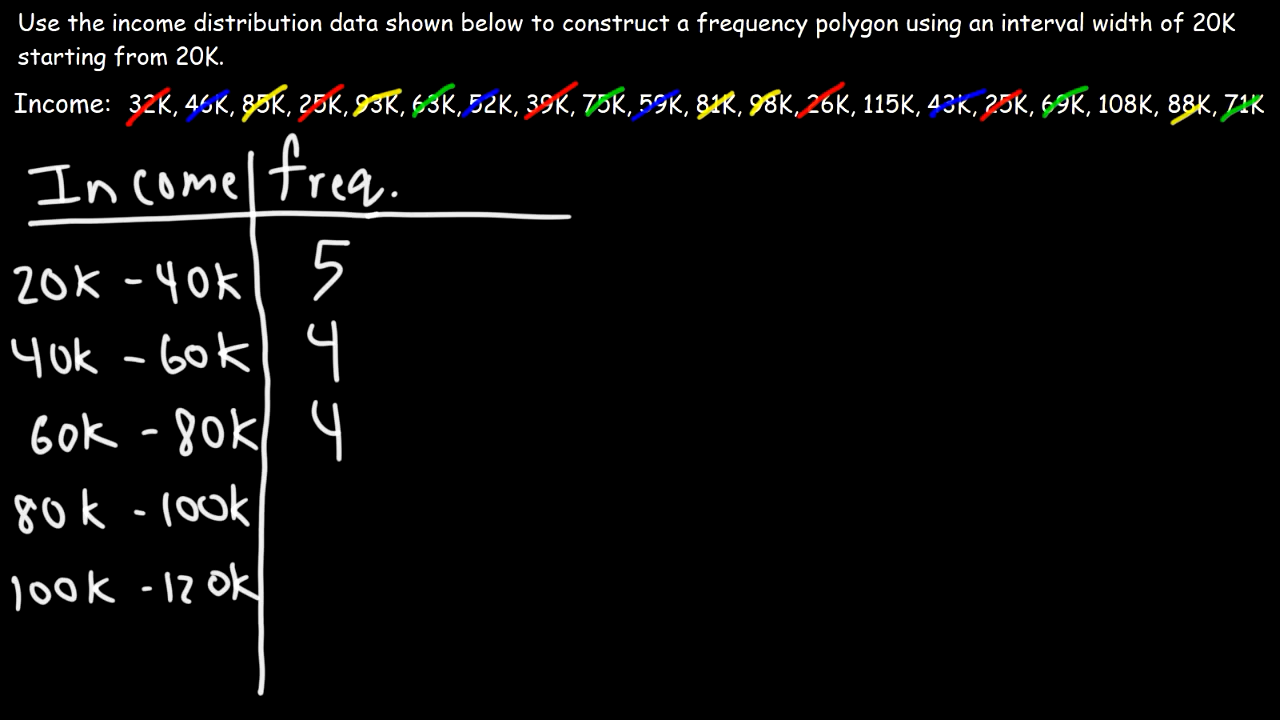 Use the income distribution data shown below to construct a frequency polygon using an interval width of 20K
starting from 20K.
Income: 32K, 46K, 85K, 25K, 93K, 63K, 52K, 39K, 75K, 59K, 81K, 98K, 26K, 115K, 43K, 25K, 69K, 108K, 88K, 71K
Income freq.
20K - 40K 5
40K - 60K 4
60K - 80K 4
80K - 100K
100K - 120K